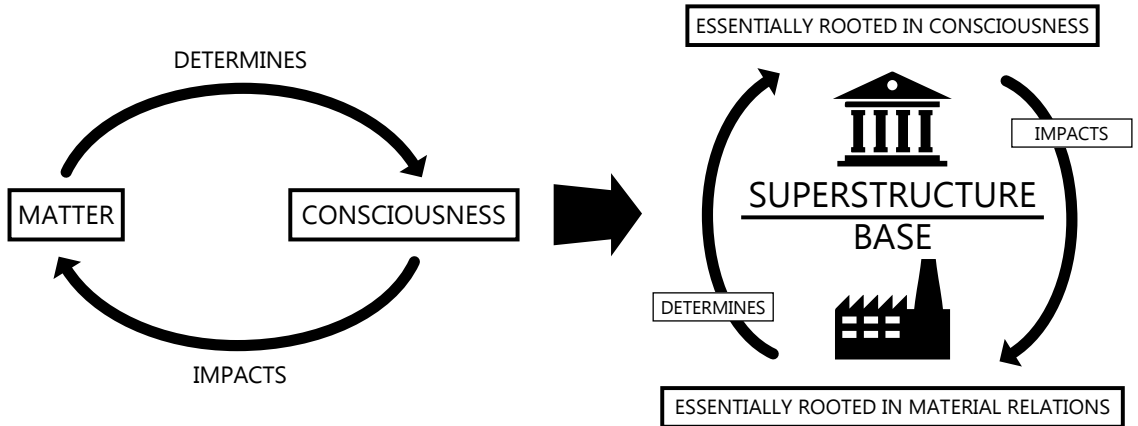 DETERMINES
MATTER
CONSCIOUSNESS
IMPACTS
ESSENTIALLY ROOTED IN CONSCIOUSNESS
IMPACTS
SUPERSTRUCTURE
BASE
DETERMINES
ESSENTIALLY ROOTED IN MATERIAL RELATIONS